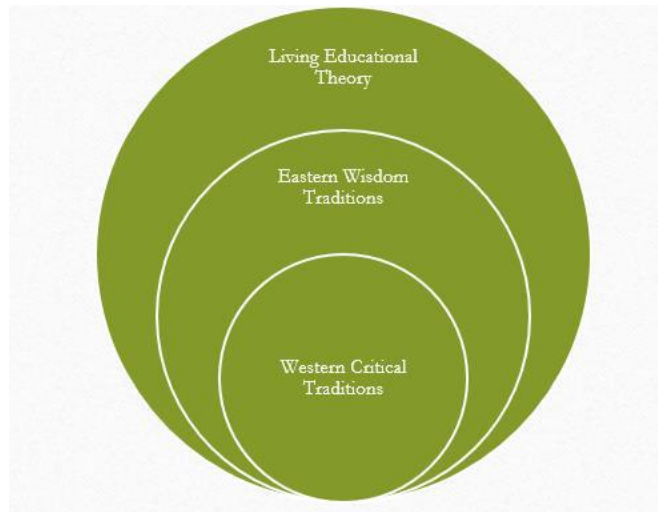 Living Educational
Theory
Eastern Wisdom
Traditions
Western Critical
Traditions